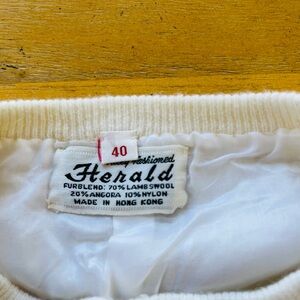 40
Fashioned
Herald
FURBLEND: 70% LAMBSWOOL
20% ANGORA 10% NYLON
MADE IN HONG KONG